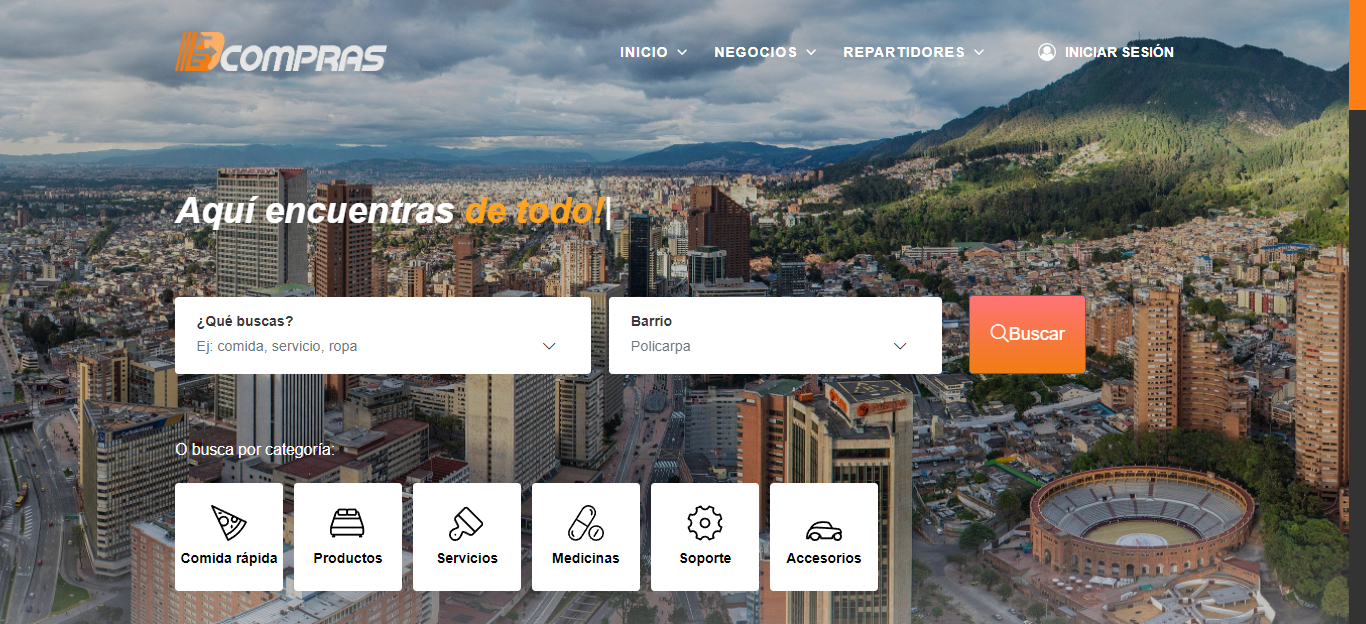 COMPRAS
INICIO NEGOCIOS REPARTIDORES INICIAR SESIÓN
Aquí encuentras de todo!|
¿Qué buscas? Barrio
Ej: comida, servicio, ropa Policarpa
Buscar
O busca por categoría:
Comida rápida Productos Servicios Medicinas Soporte Accesorios